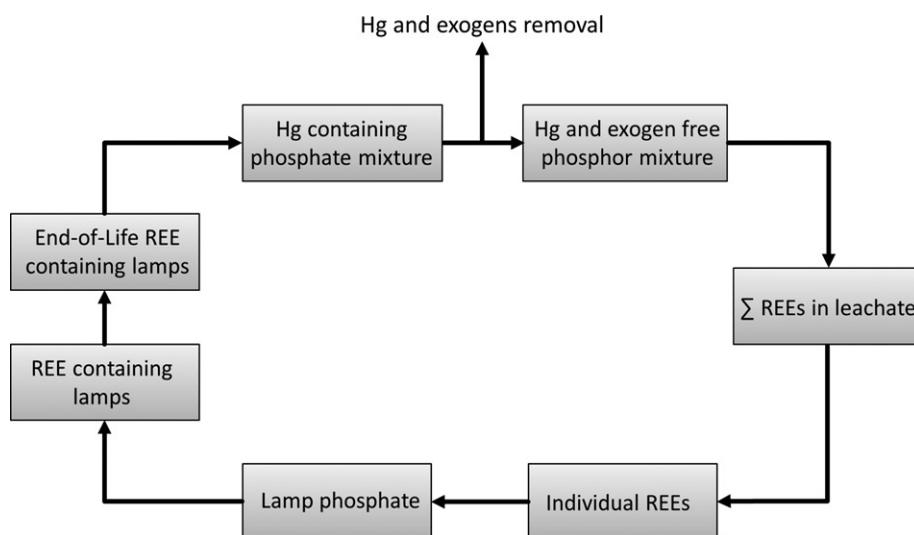 Hg and exogens removal
Hg containing
phosphate mixture
Hg and exogen free
phosphor mixture
End-of-Life REE
containing lamps
∑ REEs in leachate
REE containing
lamps
Lamp phosphate
Individual REEs